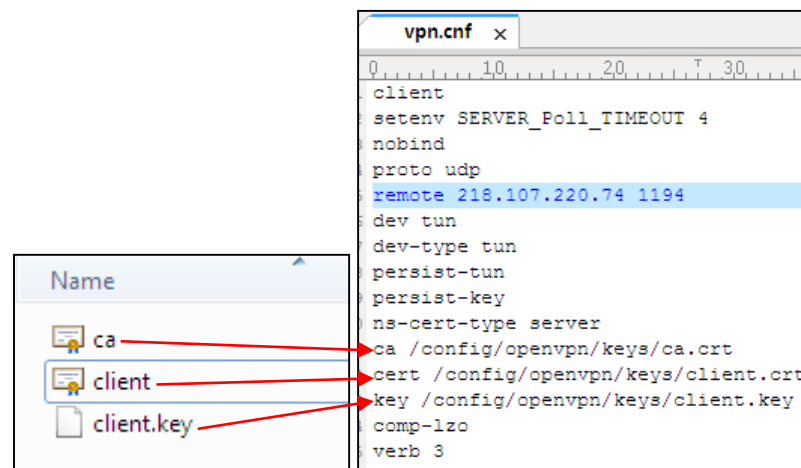 Name
ca
client
client.key
vpn.cnf x
0 10 20 30
client
setenv SERVER_Poll_TIMEOUT 4
nobind
proto udp
remote 218.107.220.74 1194
dev tun
dev-type tun
persist-tun
persist-key
ns-cert-type server
ca /config/openvpn/keys/ca.crt
cert /config/openvpn/keys/client.crt
key /config/openvpn/keys/client.key
comp-lzo
verb 3